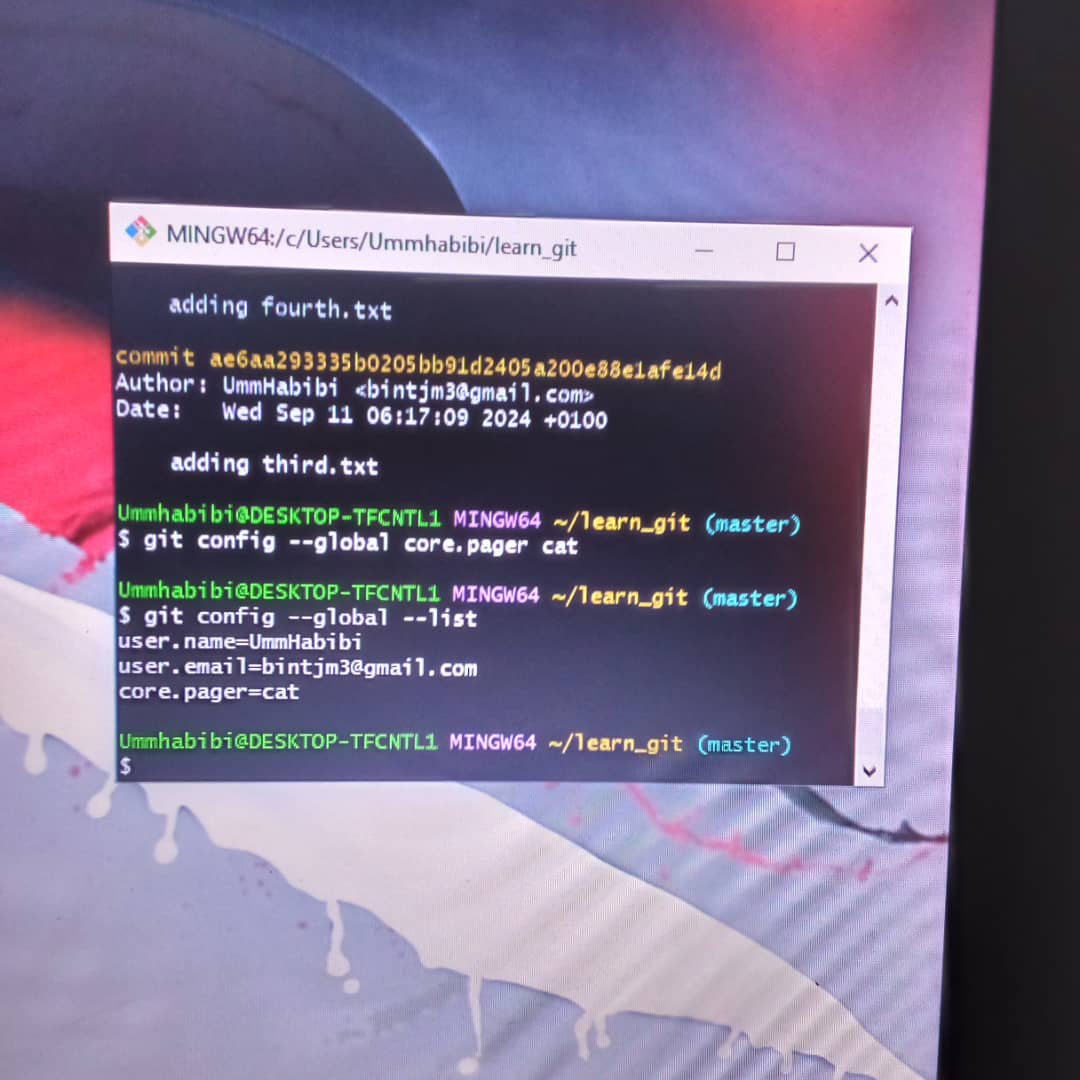 MINGW64:/c/Users/Ummhabibi/learn_git
adding fourth.txt
commit ae6aa293335b0205bb91d2405a200e88e1afe14d
Author: UmmHabibi <bintjm3@gmail.com>
Date:   Wed Sep 11 06:17:09 2024 +0100
adding third.txt
Ummhabibi@DESKTOP-TFCNTL1 MINGW64 ~/learn_git (master)
$ git config --global core.pager cat
Ummhabibi@DESKTOP-TFCNTL1 MINGW64 ~/learn_git (master)
$ git config --global --list
user.name=UmmHabibi
user.email=bintjm3@gmail.com
core.pager=cat
Ummhabibi@DESKTOP-TFCNTL1 MINGW64 ~/learn_git (master)
$